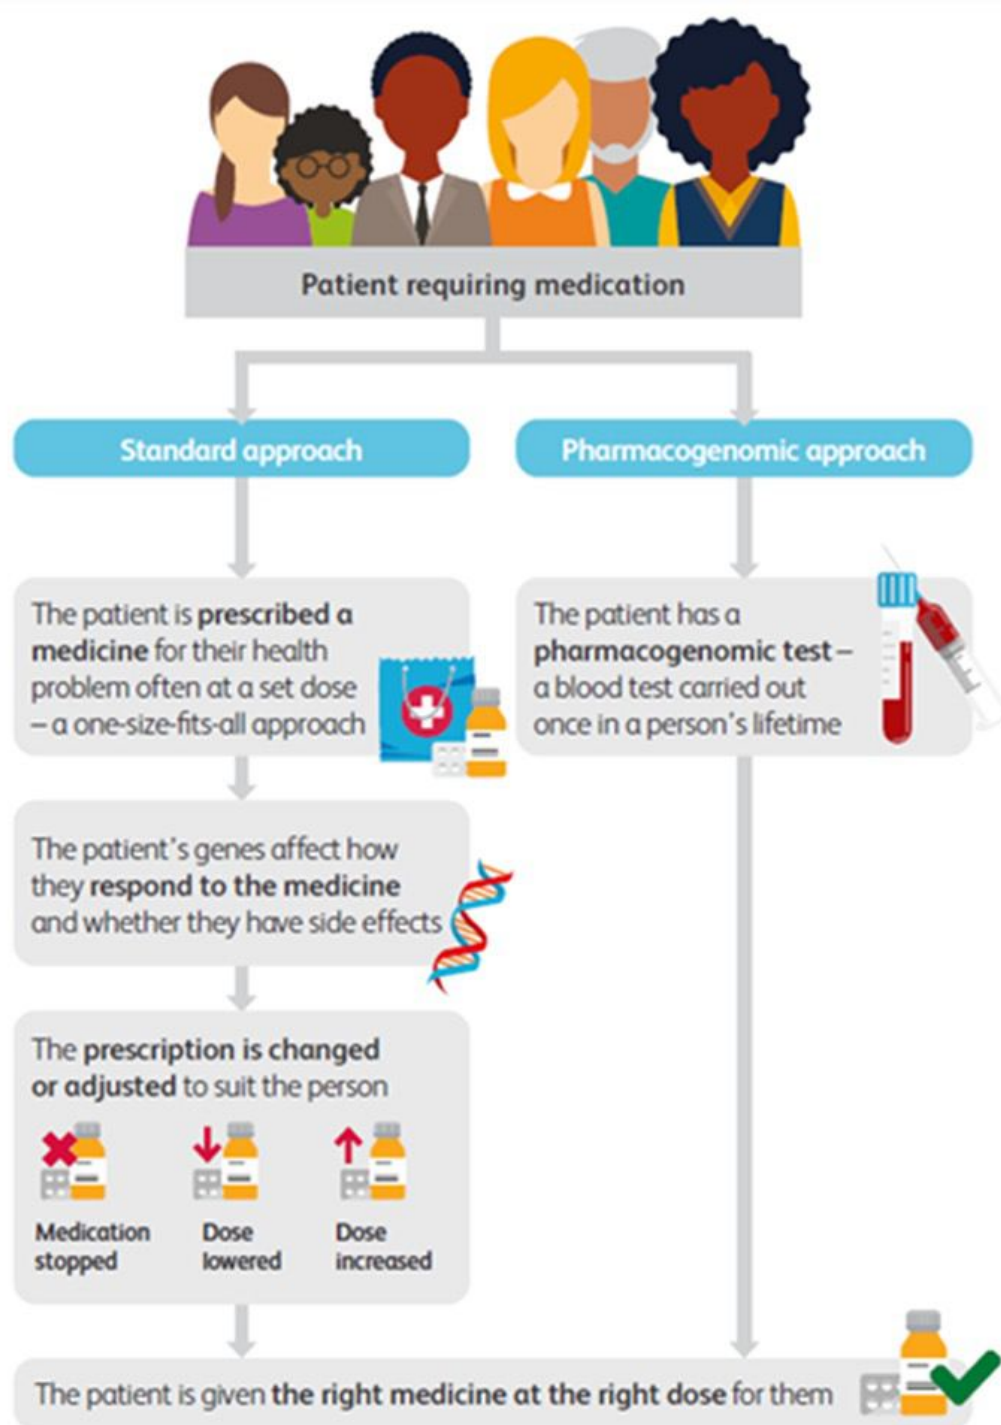 Patient requiring medication
Standard approach
Pharmacogenomic approach
The patient is prescribed a
medicine for their health
problem often at a set dose
– a one-size-fits-all approach
The patient has a
pharmacogenomic test –
a blood test carried out
once in a person's lifetime
The patient's genes affect how
they respond to the medicine
and whether they have side effects
The prescription is changed
or adjusted to suit the person
Medication
stopped
Dose
lowered
Dose
increased
The patient is given the right medicine at the right dose for them